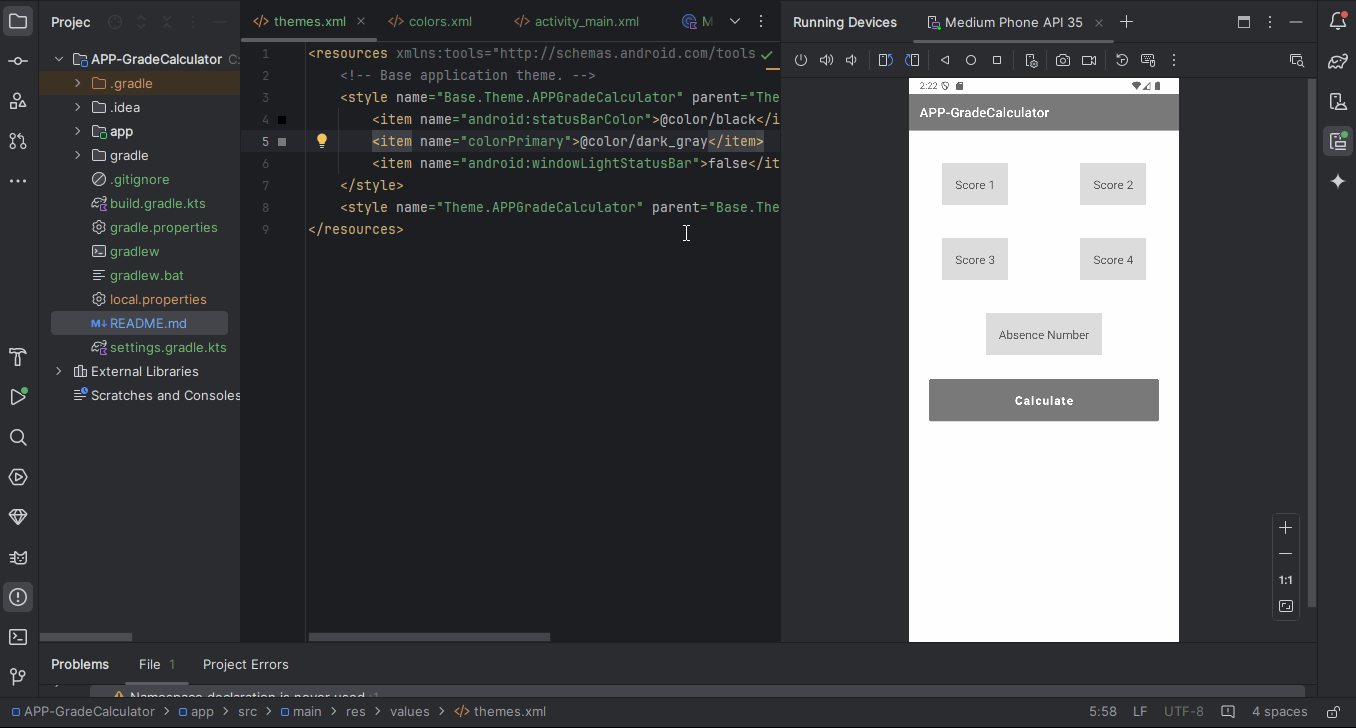 Projec
themes.xml
colors.xml
activity_main.xml
M
Running Devices
Medium Phone API 35
APP-GradeCalculator C:
.gradle
.idea
app
gradle
.gitignore
build.gradle.kts
gradle.properties
gradlew
gradlew.bat
local.properties
M↓ README.md
settings.gradle.kts
External Libraries
Scratches and Consoles
1 <resources xmlns:tools="http://schemas.android.com/tools
2 <!-- Base application theme. -->
3 <style name="Base.Theme.APPGradeCalculator" parent="The
4 <item name="android:statusBarColor">@color/black</i
5 <item name="colorPrimary">@color/dark_gray</item>
6 <item name="android:windowLightStatusBar">false</it
7 </style>
8 <style name="Theme.APPGradeCalculator" parent="Base.The
9 </resources>
2:22
APP-GradeCalculator
Score 1
Score 2
Score 3
Score 4
Absence Number
Calculate
1:1
Problems
File 1
Project Errors
Namespace declaration is never used :1
APP-GradeCalculator > app > src > main > res > values > themes.xml
5:58
LF
UTF-8
4 spaces